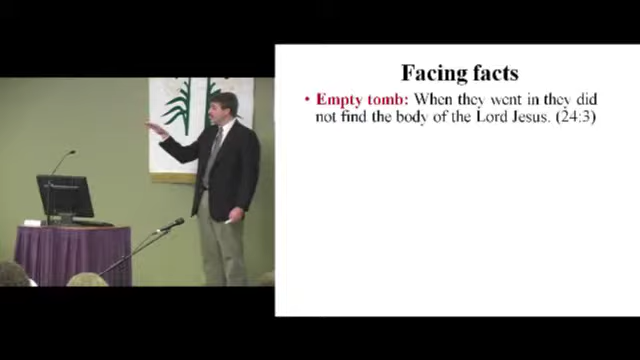 Facing facts
• Empty tomb: When they went in they did
not find the body of the Lord Jesus. (24:3)